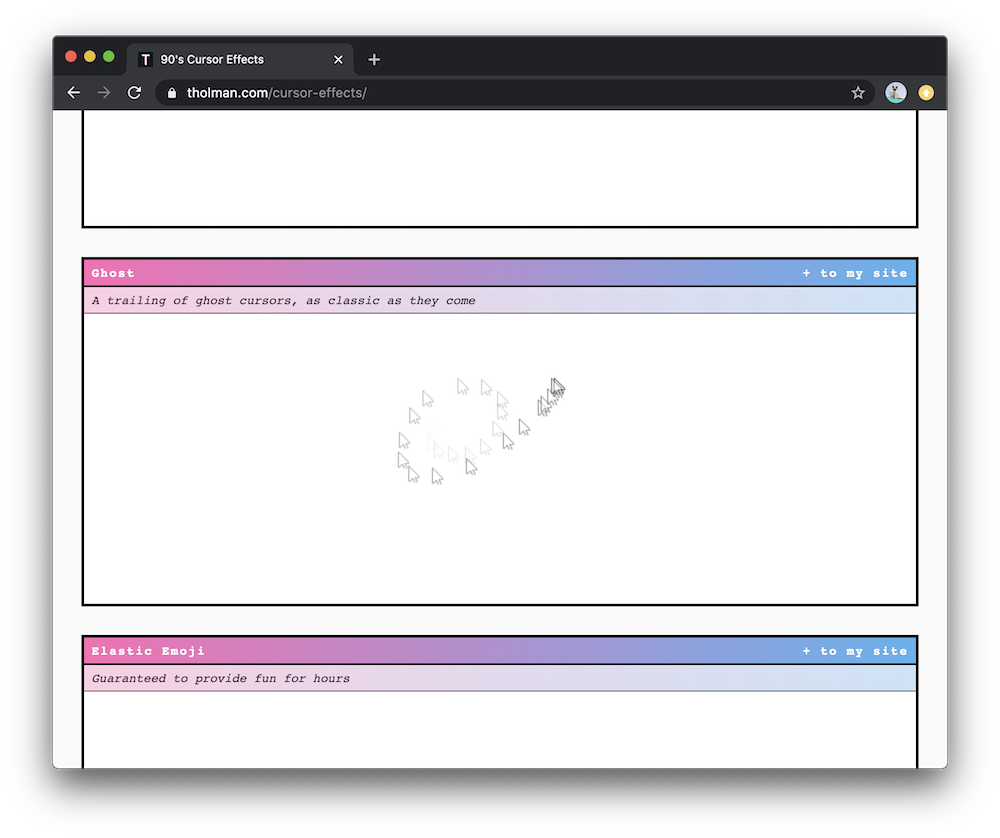 T 90's Cursor Effects
tholman.com/cursor-effects/
Ghost + to my site
A trailing of ghost cursors, as classic as they come
Elastic Emoji + to my site
Guaranteed to provide fun for hours